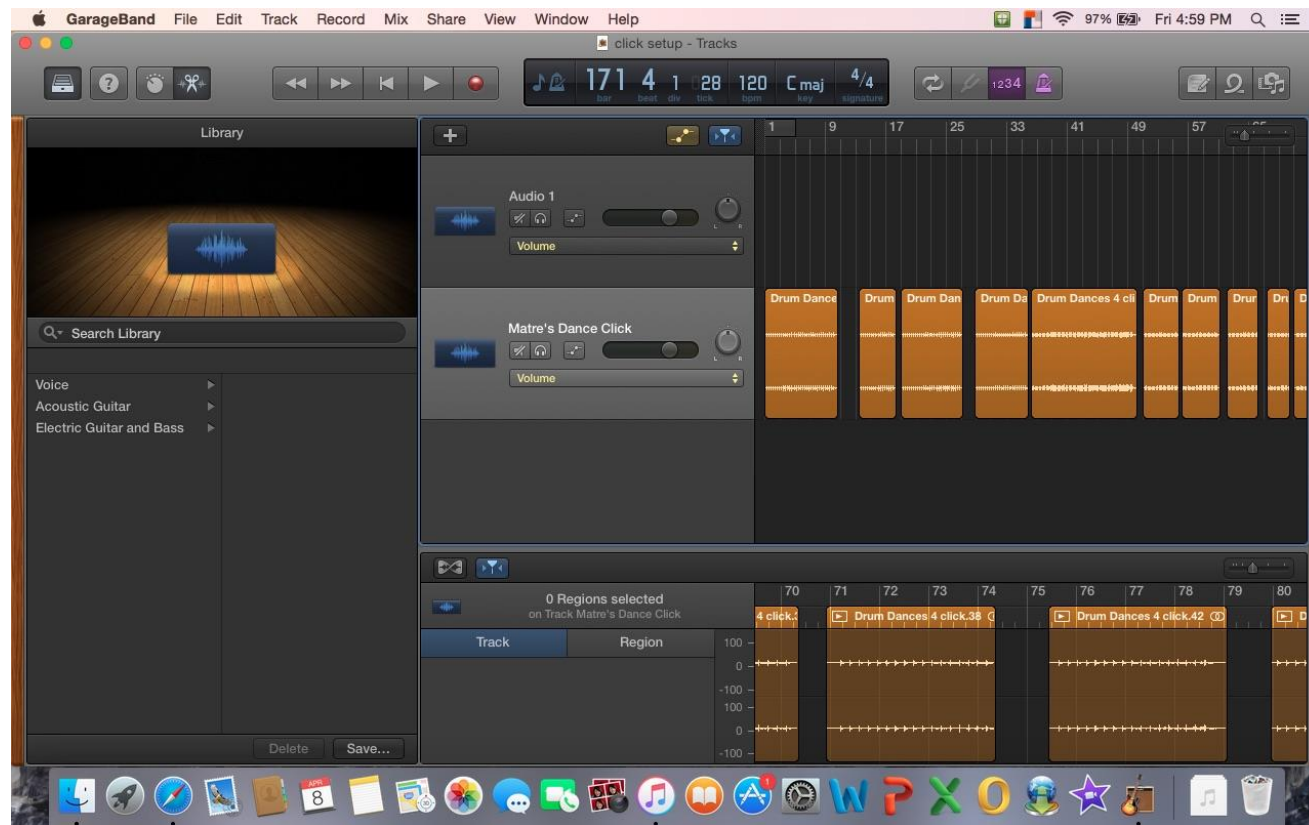 GarageBand File Edit Track Record Mix Share View Window Help 97% Fri 4:59 PM
click setup - Tracks
171 4 1 28 120 C maj 4/4 1234
bar beat div tick bpm key signature
Library
1 9 17 25 33 41 49 57
Audio 1
Volume
Search Library
Voice
Acoustic Guitar
Electric Guitar and Bass
Matre's Dance Click
Volume
Drum Dance Drum Drum Dan Drum Da Drum Dances 4 cli Drum Drum Drur Dru D
70 71 72 73 74 75 76 77 78 79 80
0 Regions selected
on Track Matre's Dance Click
4 click. Drum Dances 4 click.38 Drum Dances 4 click.42 D
Track Region
100
0
-100
100
0
-100
Delete Save...
APR
8
1
W P X O